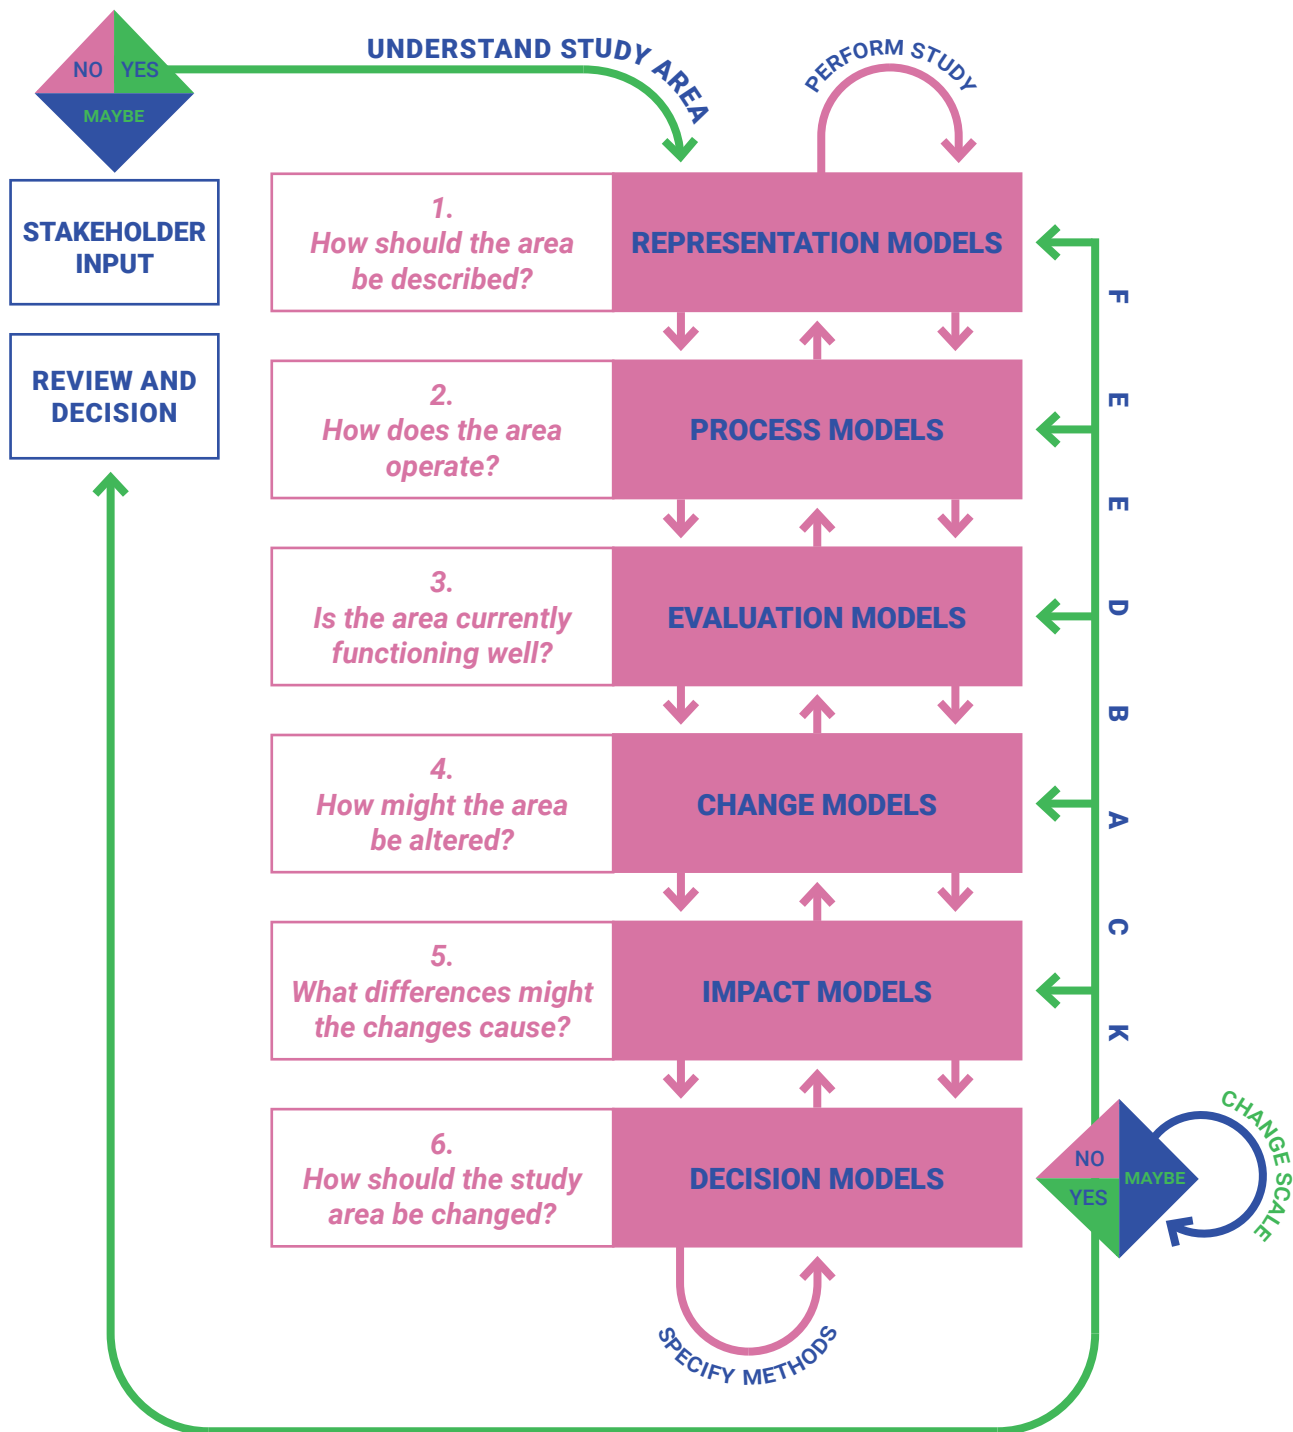 NO YES
MAYBE
UNDERSTAND STUDY AREA
PERFORM STUDY
STAKEHOLDER
INPUT
REVIEW AND
DECISION
1.
How should the area
be described?
REPRESENTATION MODELS
2.
How does the area
operate?
PROCESS MODELS
3.
Is the area currently
functioning well?
EVALUATION MODELS
4.
How might the area
be altered?
CHANGE MODELS
5.
What differences might
the changes cause?
IMPACT MODELS
6.
How should the study
area be changed?
DECISION MODELS
FEEDBACK
NO
YES
MAYBE
CHANGE SCALE
SPECIFY METHODS